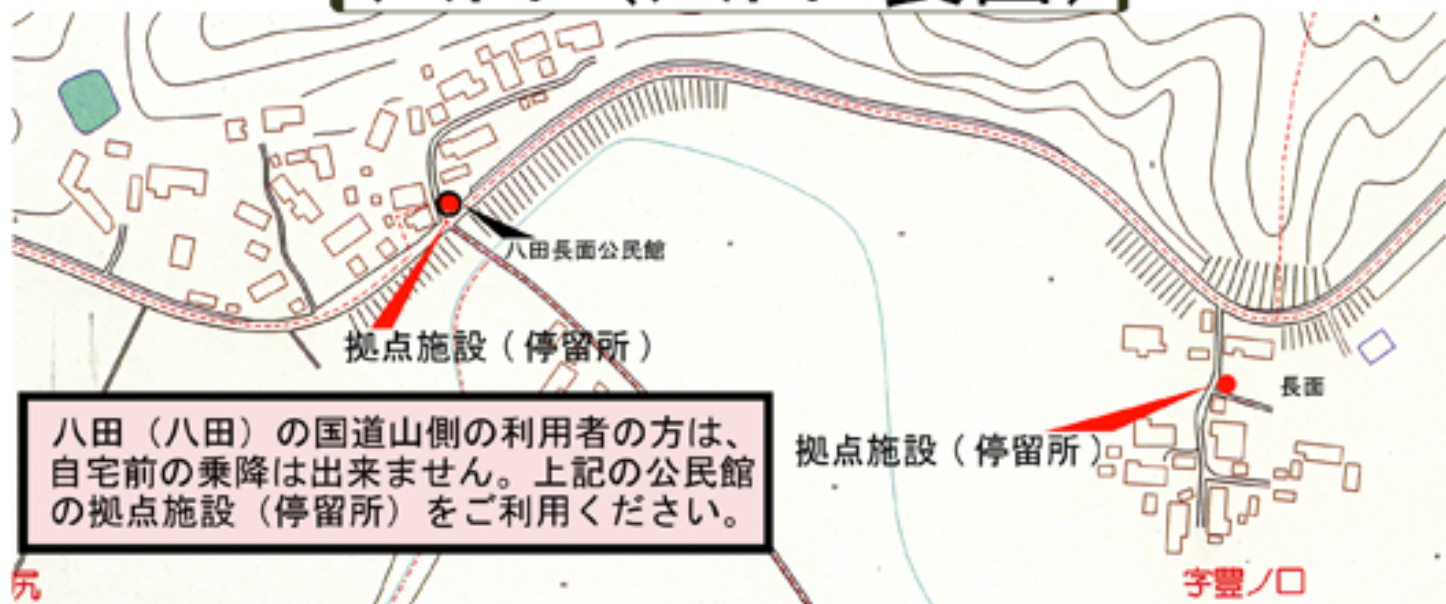 八田長面公民館
拠点施設（停留所）
八田（八田）の国道山側の利用者の方は、
自宅前の乗降は出来ません。上記の公民館
の拠点施設（停留所）をご利用ください。
長面
拠点施設（停留所）
尻
字豊ノ口